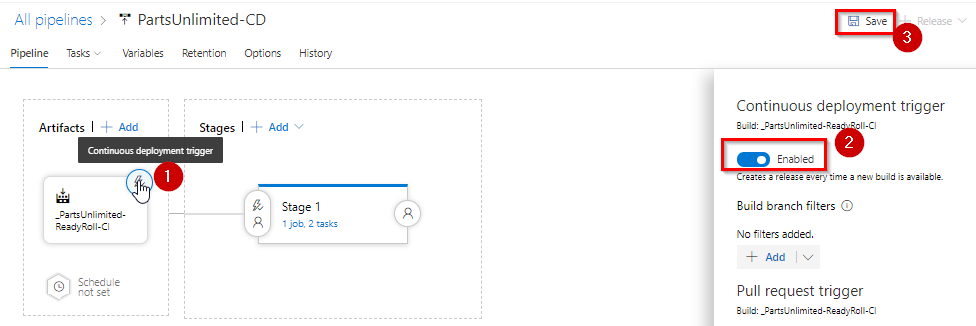 All pipelines > PartsUnlimited-CD
Save
Release
3
Pipeline
Tasks
Variables
Retention
Options
History
Artifacts
Add
Stages
Add
Continuous deployment trigger
1
_PartsUnlimited-
ReadyRoll-CI
Stage 1
1 job, 2 tasks
Schedule
not set
Continuous deployment trigger
Build: _PartsUnlimited-ReadyRoll-CI
2
Enabled
Creates a release every time a new build is available.
Build branch filters
No filters added.
Add
Pull request trigger
Build: _PartsUnlimited-ReadyRoll-CI